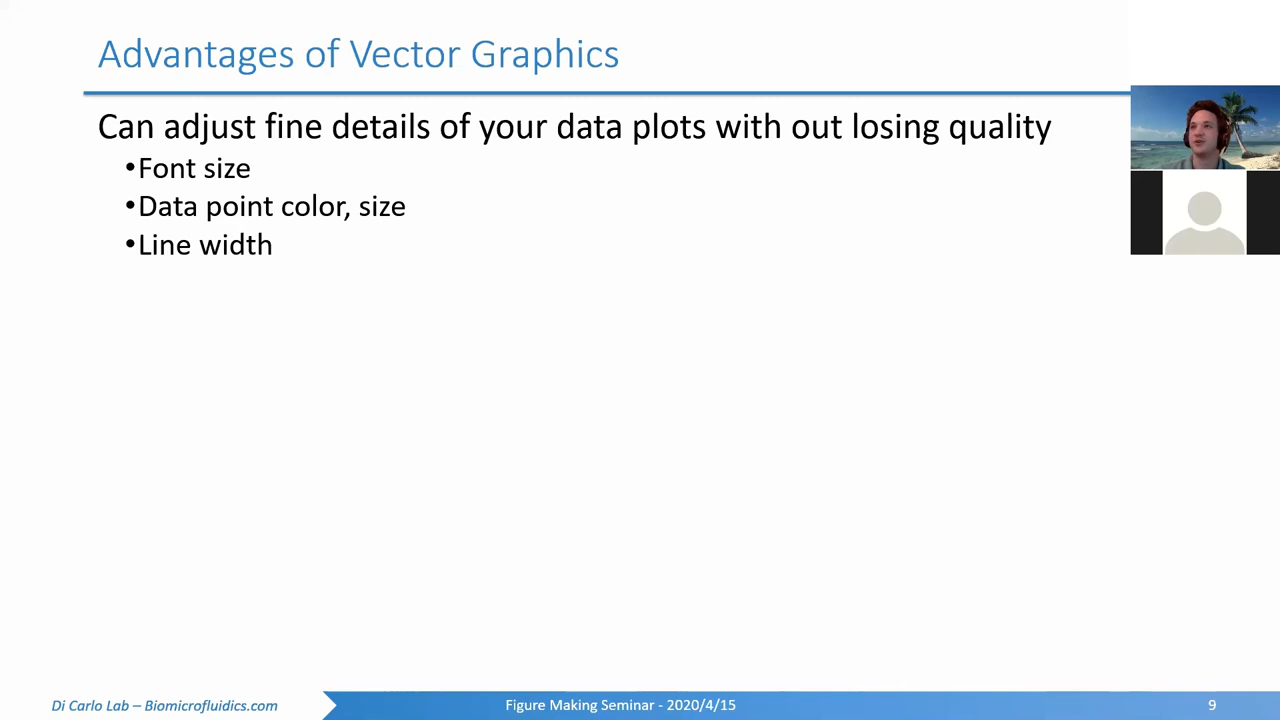 Advantages of Vector Graphics
Can adjust fine details of your data plots with out losing quality
•Font size
•Data point color, size
•Line width
Di Carlo Lab – Biomicrofluidics.com
Figure Making Seminar - 2020/4/15
9